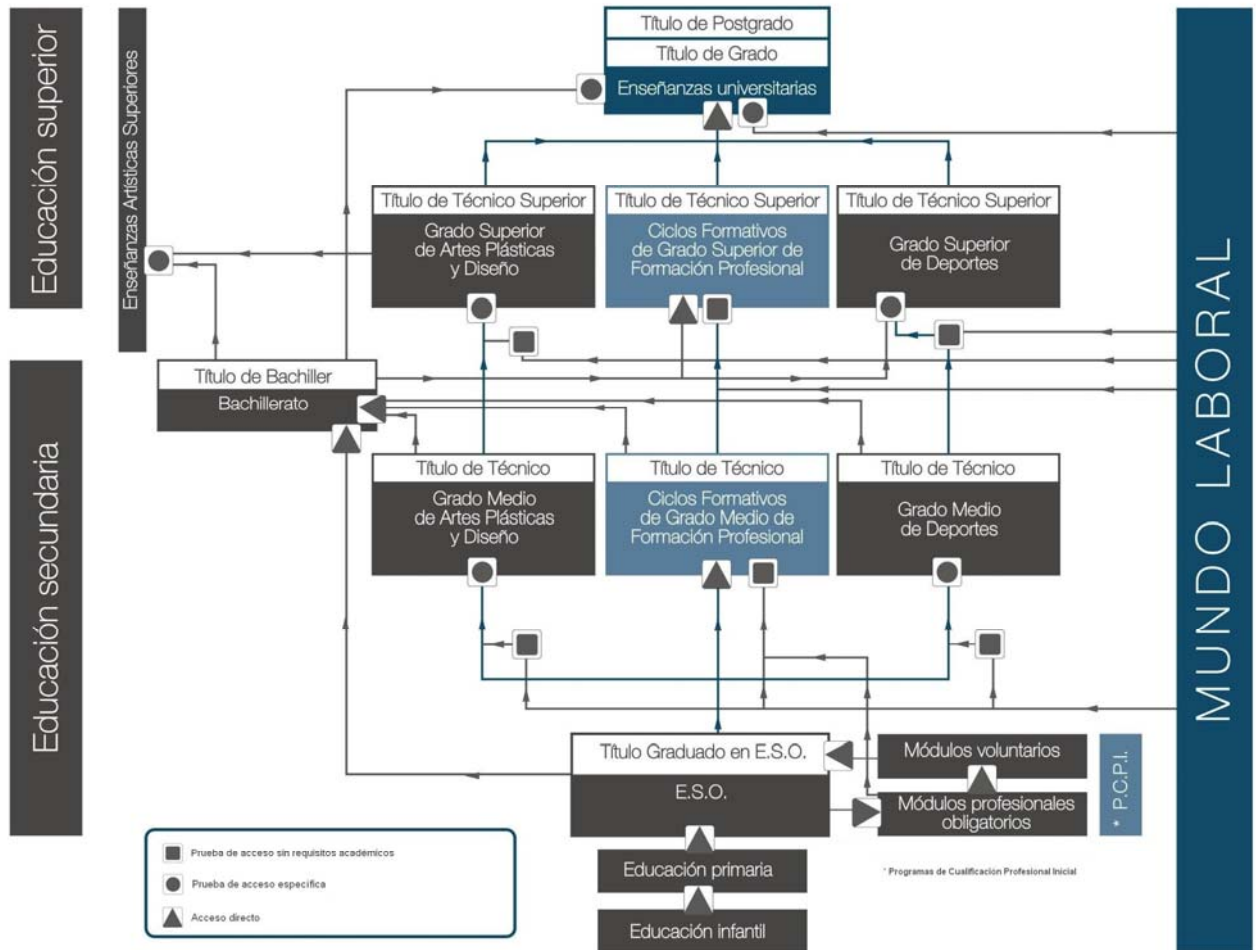 Educación superior
Enseñanzas Artísticas Superiores
Título de Postgrado
Título de Grado
Enseñanzas universitarias
Título de Técnico Superior
Grado Superior
de Artes Plásticas
y Diseño
Título de Técnico Superior
Ciclos Formativos
de Grado Superior de
Formación Profesional
Título de Técnico Superior
Grado Superior
de Deportes
MUNDO LABORAL
Educación secundaria
Título de Bachiller
Bachillerato
Título de Técnico
Grado Medio
de Artes Plásticas
y Diseño
Título de Técnico
Ciclos Formativos
de Grado Medio de
Formación Profesional
Título de Técnico
Grado Medio
de Deportes
Título Graduado en E.S.O.
E.S.O.
Módulos voluntarios
Módulos profesionales
obligatorios
* P.C.P.I.
Educación primaria
Educación infantil
* Programas de Cualificación Profesional Inicial
Prueba de acceso sin requisitos académicos
Prueba de acceso específica
Acceso directo